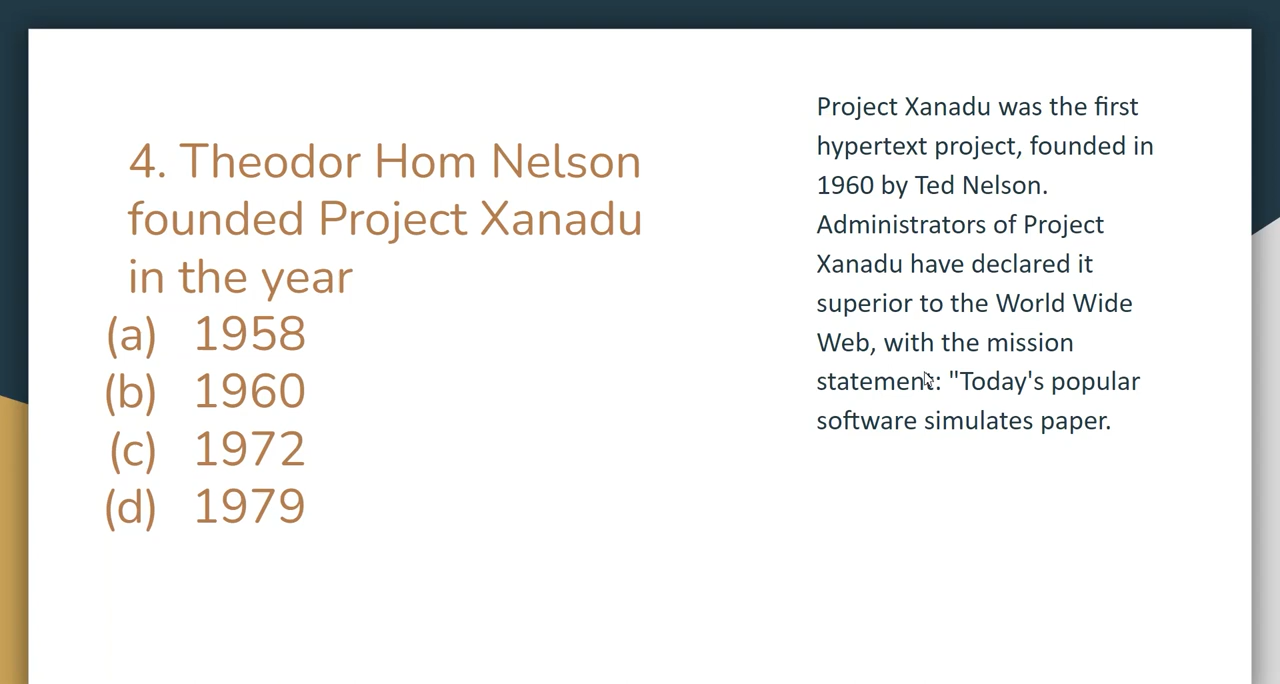 4. Theodor Hom Nelson
founded Project Xanadu
in the year
(a) 1958
(b) 1960
(c) 1972
(d) 1979
Project Xanadu was the first
hypertext project, founded in
1960 by Ted Nelson.
Administrators of Project
Xanadu have declared it
superior to the World Wide
Web, with the mission
statement: "Today's popular
software simulates paper.